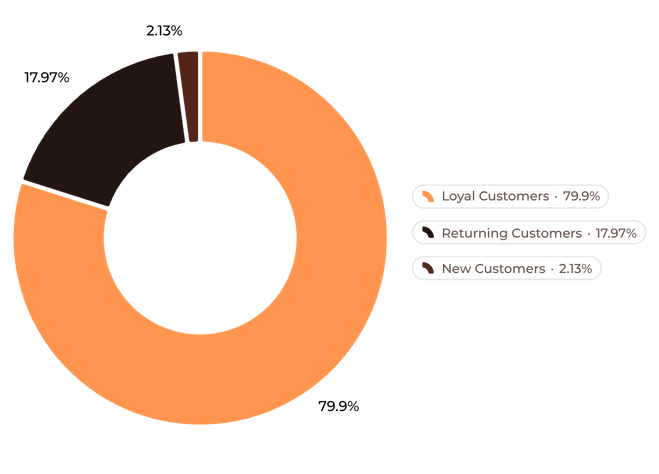 2.13%
17.97%
Loyal Customers · 79.9%
Returning Customers · 17.97%
New Customers · 2.13%
79.9%